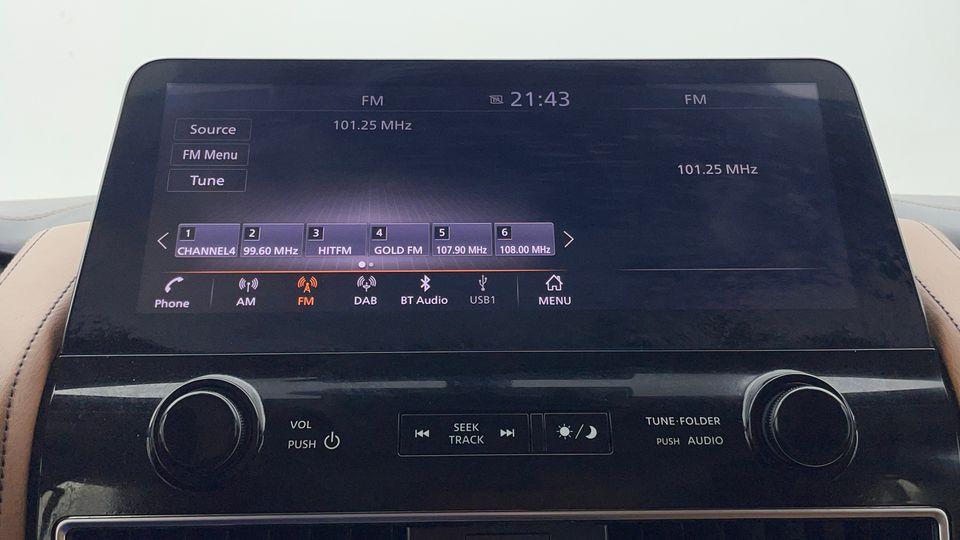 FM
21:43
FM
101.25 MHz
101.25 MHz
Source
FM Menu
Tune
1 CHANNEL4
2 99.60 MHz
3 HITFM
4 GOLD FM
5 107.90 MHz
6 108.00 MHz
Phone
AM
FM
DAB
BT Audio
USB1
MENU
VOL
PUSH
SEEK
TRACK
TUNE·FOLDER
PUSH AUDIO